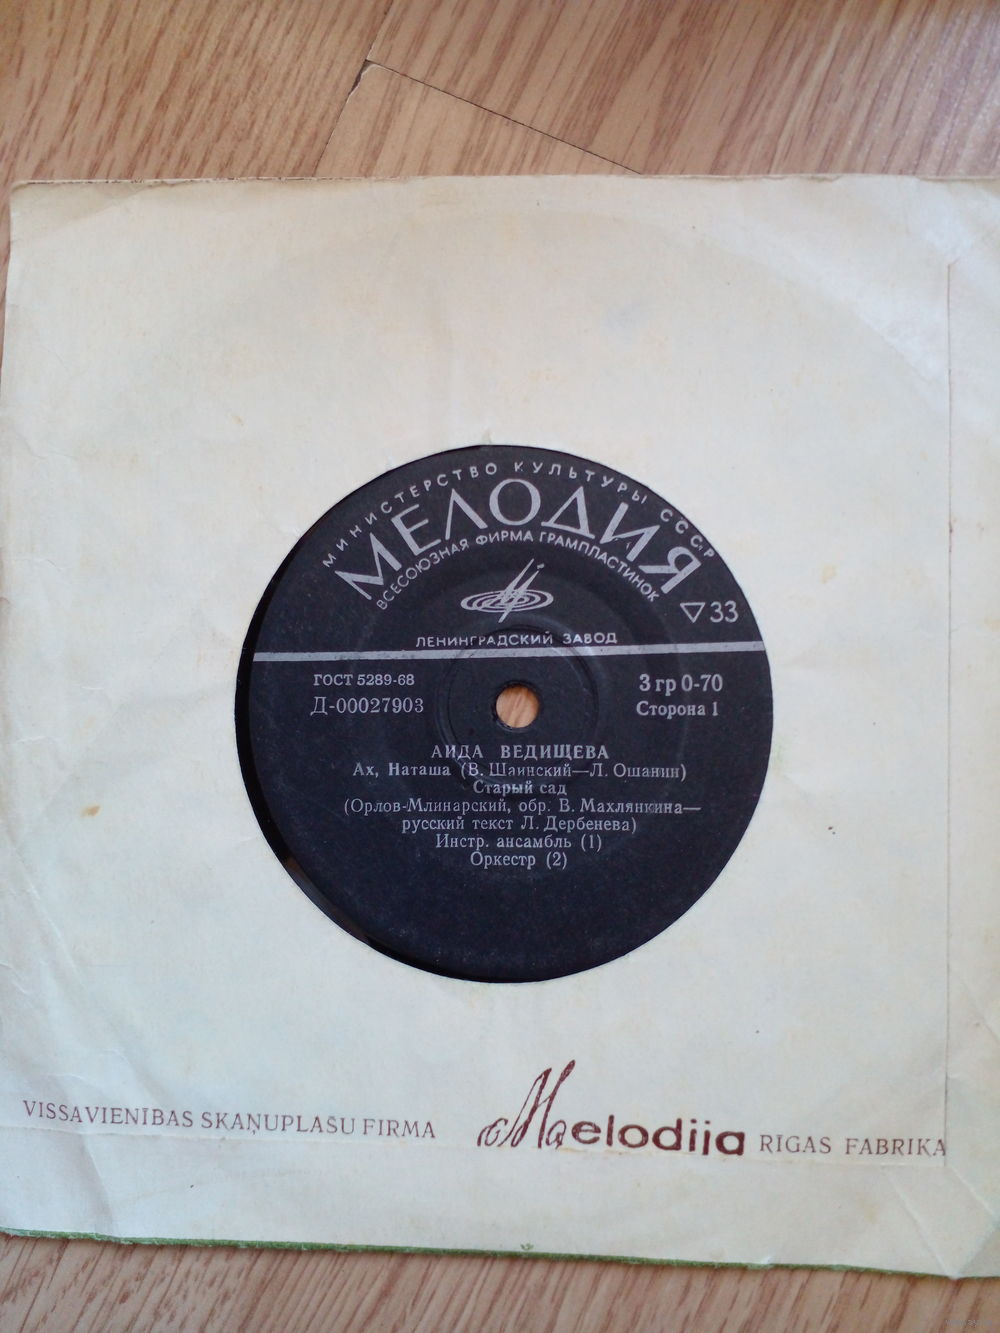 МИНИСТЕРСТВО КУЛЬТУРЫ СССР
МЕЛОДИЯ
ВСЕСОЮЗНАЯ ФИРМА ГРАМПЛАСТИНОК
▽33
ЛЕНИНГРАДСКИЙ ЗАВОД
ГОСТ 5289-68
3 гр 0-70
Д-00027903
Сторона 1
АИДА ВЕДИЩЕВА
Ах, Наташа (В. Шаинский—Л. Ошанин)
Старый сад
(Орлов-Млинарский, обр. В. Махлянкина—
русский текст Л. Дербенева)
Инстр. ансамбль (1)
Оркестр (2)
VISSAVIENĪBAS SKAŅUPLAŠU FIRMA Melodija RĪGAS FABRIKA